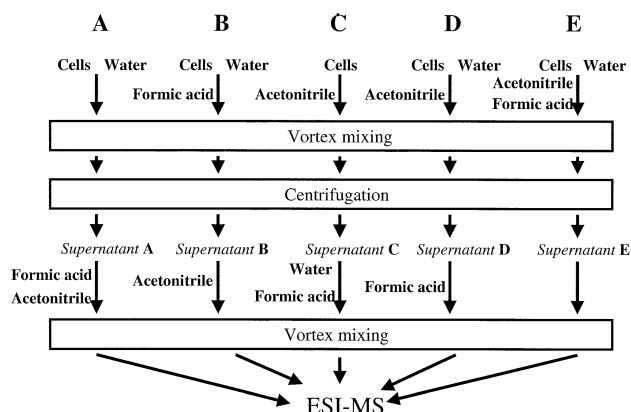 A B C D E
Cells Water Cells Water Cells Cells Water Cells Water
Formic acid Acetonitrile Acetonitrile Acetonitrile
Formic acid
Vortex mixing
Centrifugation
Supernatant A Supernatant B Supernatant C Supernatant D Supernatant E
Formic acid Acetonitrile Water Formic acid
Acetonitrile Formic acid
Vortex mixing
ESI-MS